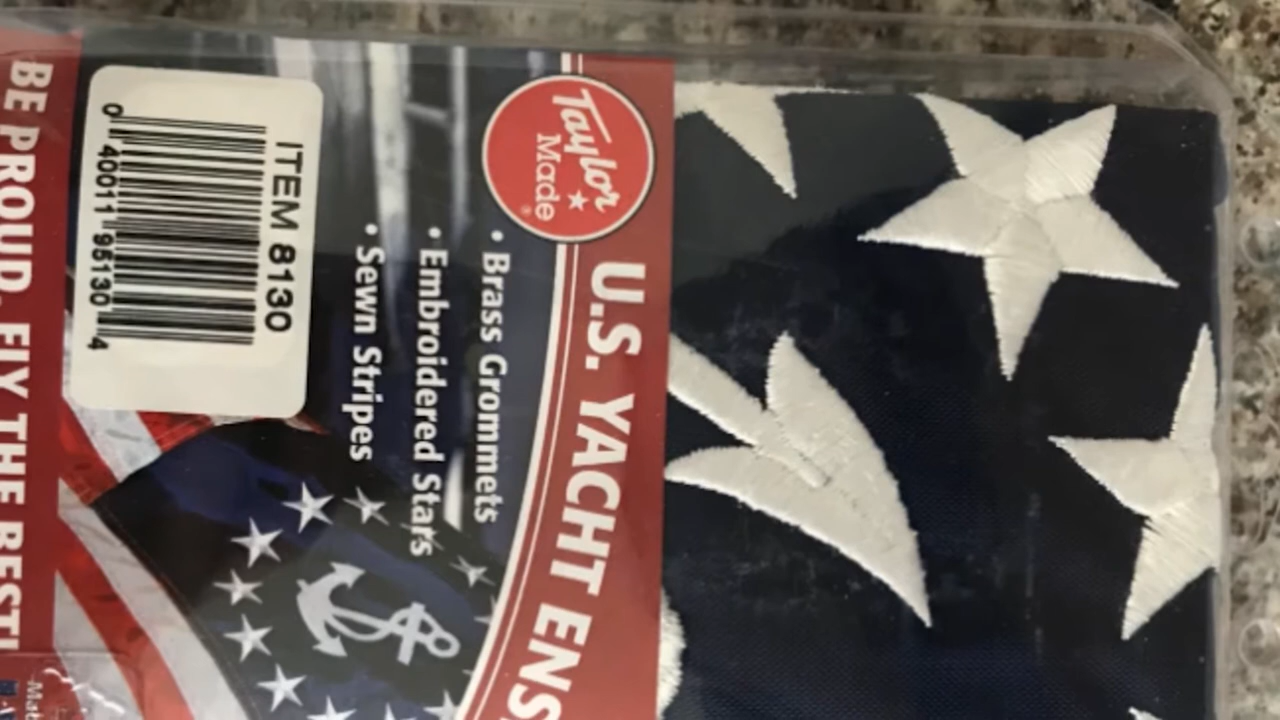 Taylor
Made
®
U.S. YACHT ENS
• Brass Grommets
• Embroidered Stars
• Sewn Stripes
ITEM 8130
0 40011 95130 4
BE PROUD. FLY THE BEST!